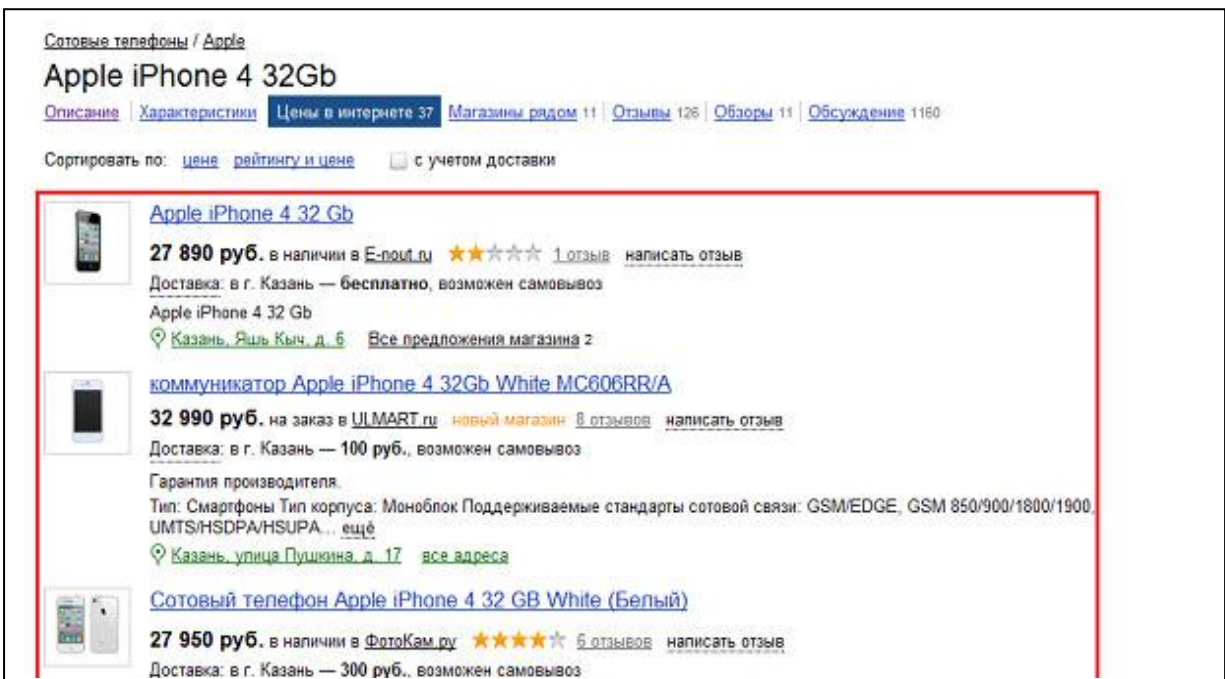 Сотовые телефоны / Apple
Apple iPhone 4 32Gb
Описание Характеристики Цены в интернете 37 Магазины рядом 11 Отзывы 126 Обзоры 11 Обсуждение 1160
Сортировать по: цене рейтингу и цене с учетом доставки
Apple iPhone 4 32 Gb
27 890 руб. в наличии в E-nout.ru 1 отзыв написать отзыв
Доставка: в г. Казань — бесплатно, возможен самовывоз
Apple iPhone 4 32 Gb
Казань, Яшь Кыч, д. 6 Все предложения магазина 2
коммуникатор Apple iPhone 4 32Gb White MC606RR/A
32 990 руб. на заказ в ULMART.ru новый магазин 8 отзывов написать отзыв
Доставка: в г. Казань — 100 руб., возможен самовывоз
Гарантия производителя.
Тип: Смартфоны Тип корпуса: Моноблок Поддерживаемые стандарты сотовой связи: GSM/EDGE, GSM 850/900/1800/1900,
UMTS/HSDPA/HSUPA... ещё
Казань, улица Пушкина, д. 17 все адреса
Сотовый телефон Apple iPhone 4 32 GB White (Белый)
27 950 руб. в наличии в ФотоКам.ру 6 отзывов написать отзыв
Доставка: в г. Казань — 300 руб., возможен самовывоз